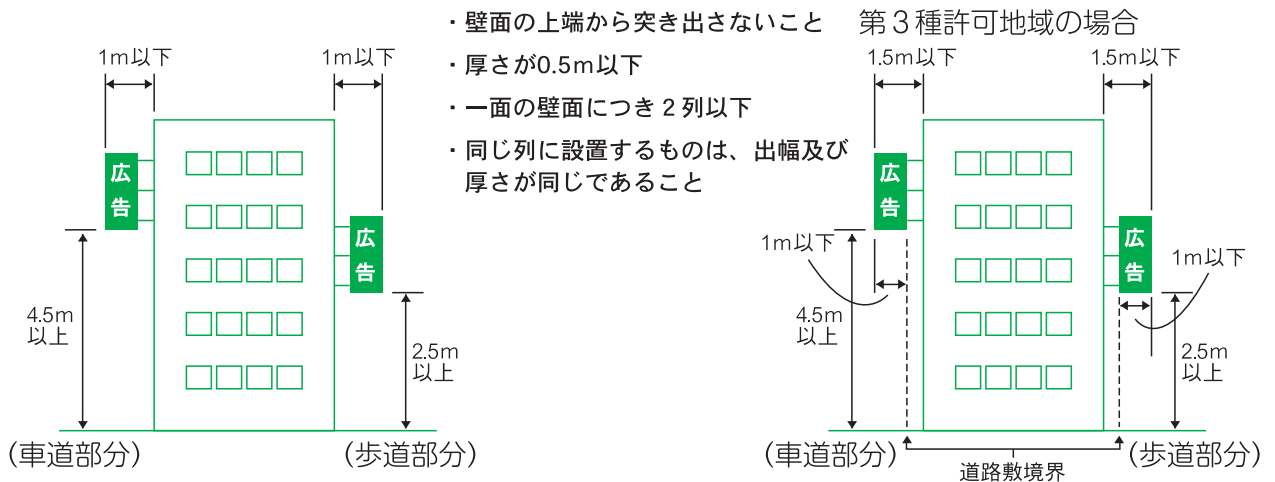 ・壁面の上端から突き出さないこと
・厚さが0.5m以下
・一面の壁面につき2列以下
・同じ列に設置するものは、出幅及び
厚さが同じであること
1m以下
1m以下
広告
広告
4.5m
以上
2.5m
以上
(車道部分)
(歩道部分)
第3種許可地域の場合
1.5m以下
1.5m以下
広告
広告
1m以下
1m以下
4.5m
以上
2.5m
以上
(車道部分)
(歩道部分)
道路敷境界